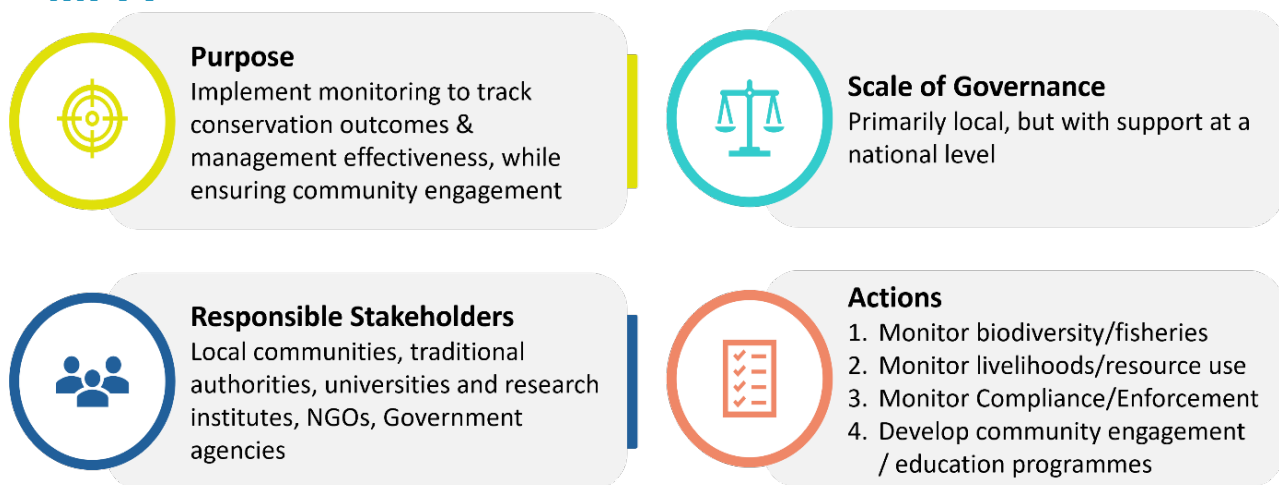 Purpose
Implement monitoring to track
conservation outcomes &
management effectiveness, while
ensuring community engagement
Scale of Governance
Primarily local, but with support at a
national level
Responsible Stakeholders
Local communities, traditional
authorities, universities and research
institutes, NGOs, Government
agencies
Actions
1. Monitor biodiversity/fisheries
2. Monitor livelihoods/resource use
3. Monitor Compliance/Enforcement
4. Develop community engagement
/ education programmes